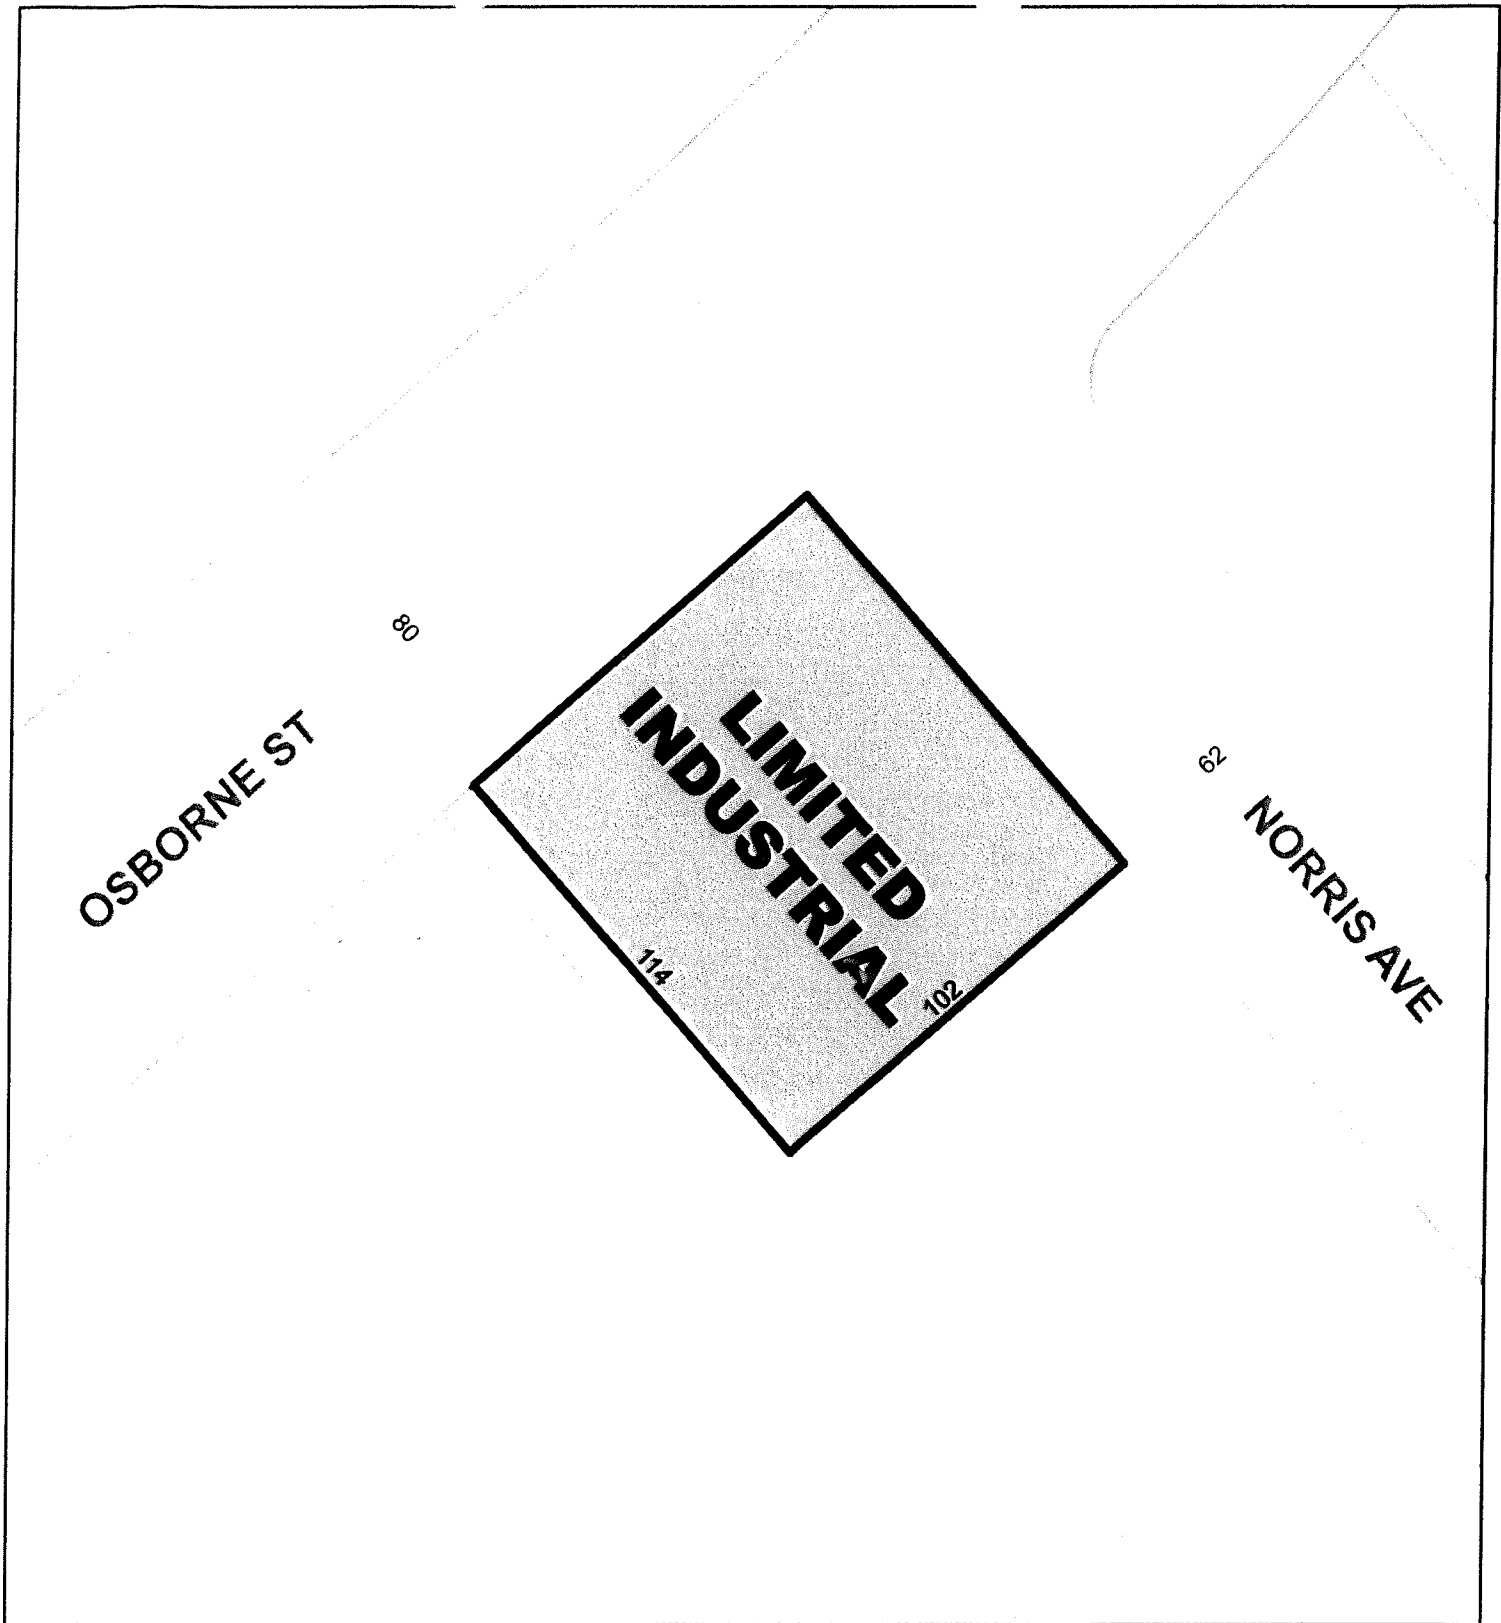 80
OSBORNE ST
LIMITED
INDUSTRIAL
62
NORRIS AVE
114
102